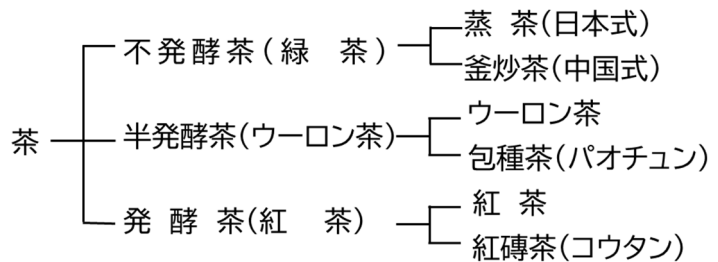 茶
不発酵茶(緑　茶)
蒸　茶(日本式)
釜炒茶(中国式)
半発酵茶(ウーロン茶)
ウーロン茶
包種茶(パオチュン)
発　酵　茶(紅　茶)
紅　茶
紅磚茶(コウタン)